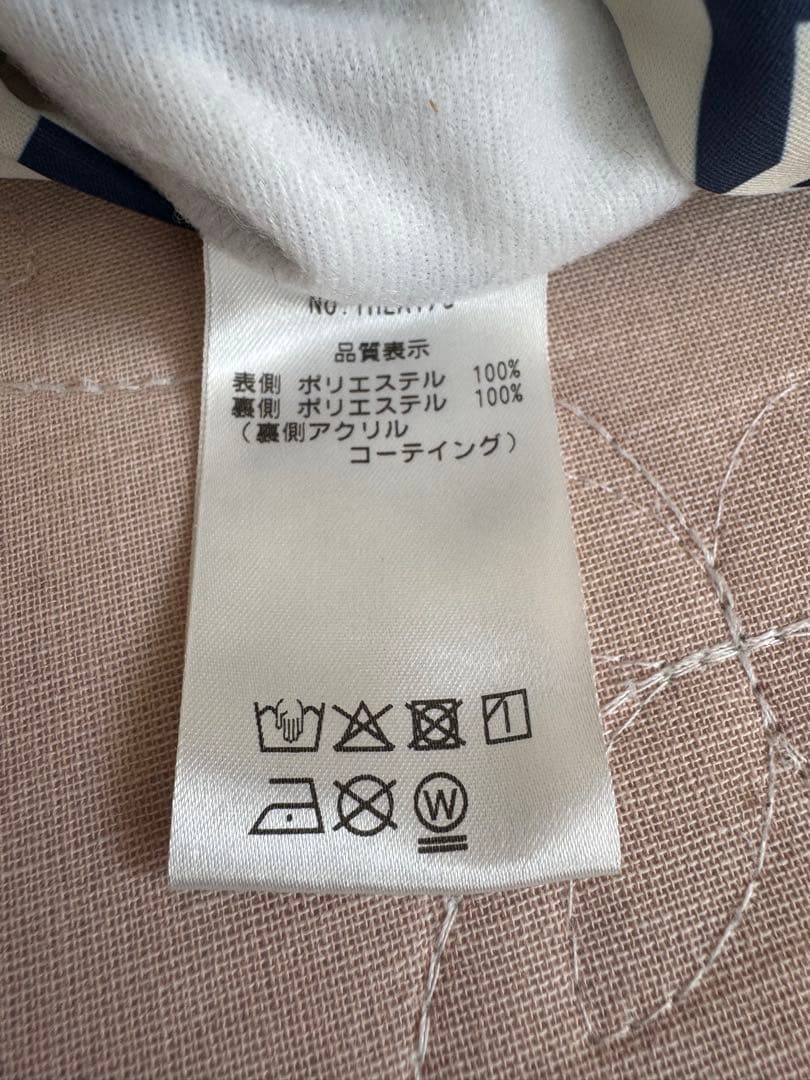 品質表示
表側 ポリエステル 100%
裏側 ポリエステル 100%
(裏側アクリル
コーテイング)
W